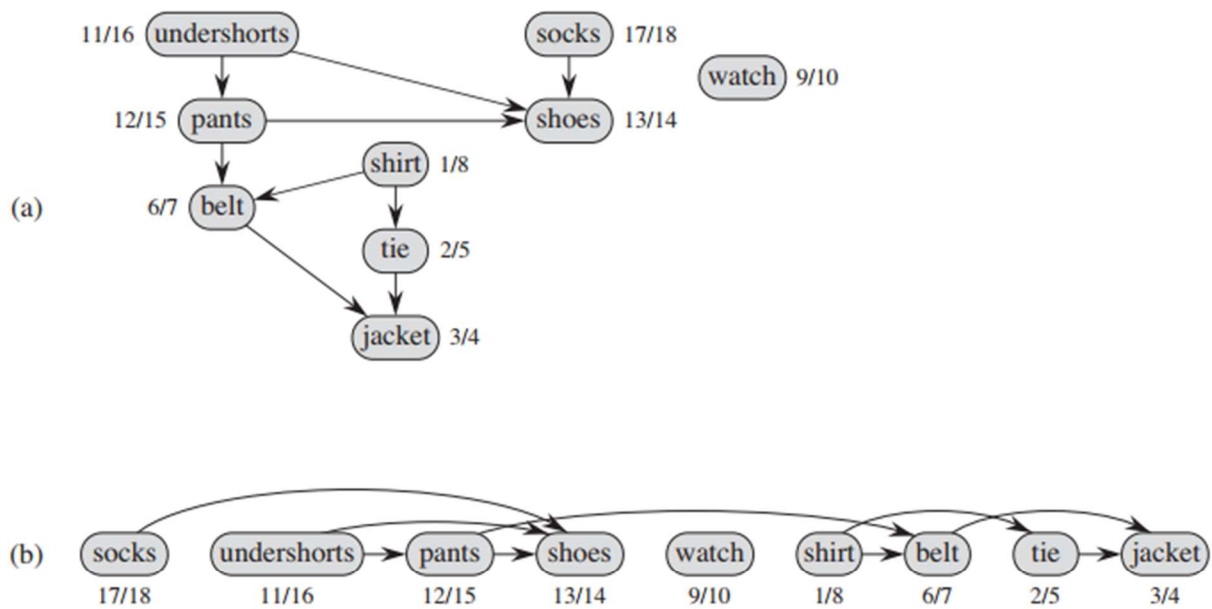 11/16 undershorts socks 17/18
watch 9/10
12/15 pants shoes 13/14
shirt 1/8
(a) 6/7 belt
tie 2/5
jacket 3/4
(b) socks undershorts pants shoes watch shirt belt tie jacket
17/18 11/16 12/15 13/14 9/10 1/8 6/7 2/5 3/4